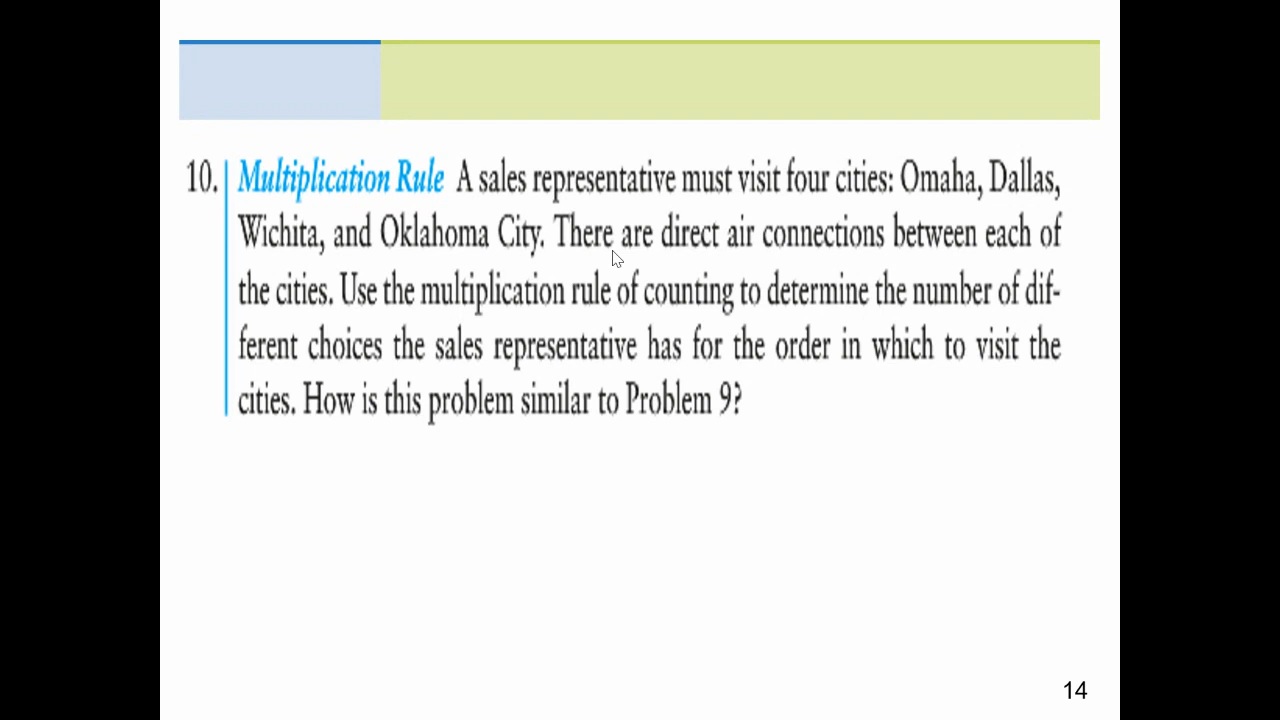 10. Multiplication Rule A sales representative must visit four cities: Omaha, Dallas,
Wichita, and Oklahoma City. There are direct air connections between each of
the cities. Use the multiplication rule of counting to determine the number of dif-
ferent choices the sales representative has for the order in which to visit the
cities. How is this problem similar to Problem 9?
14